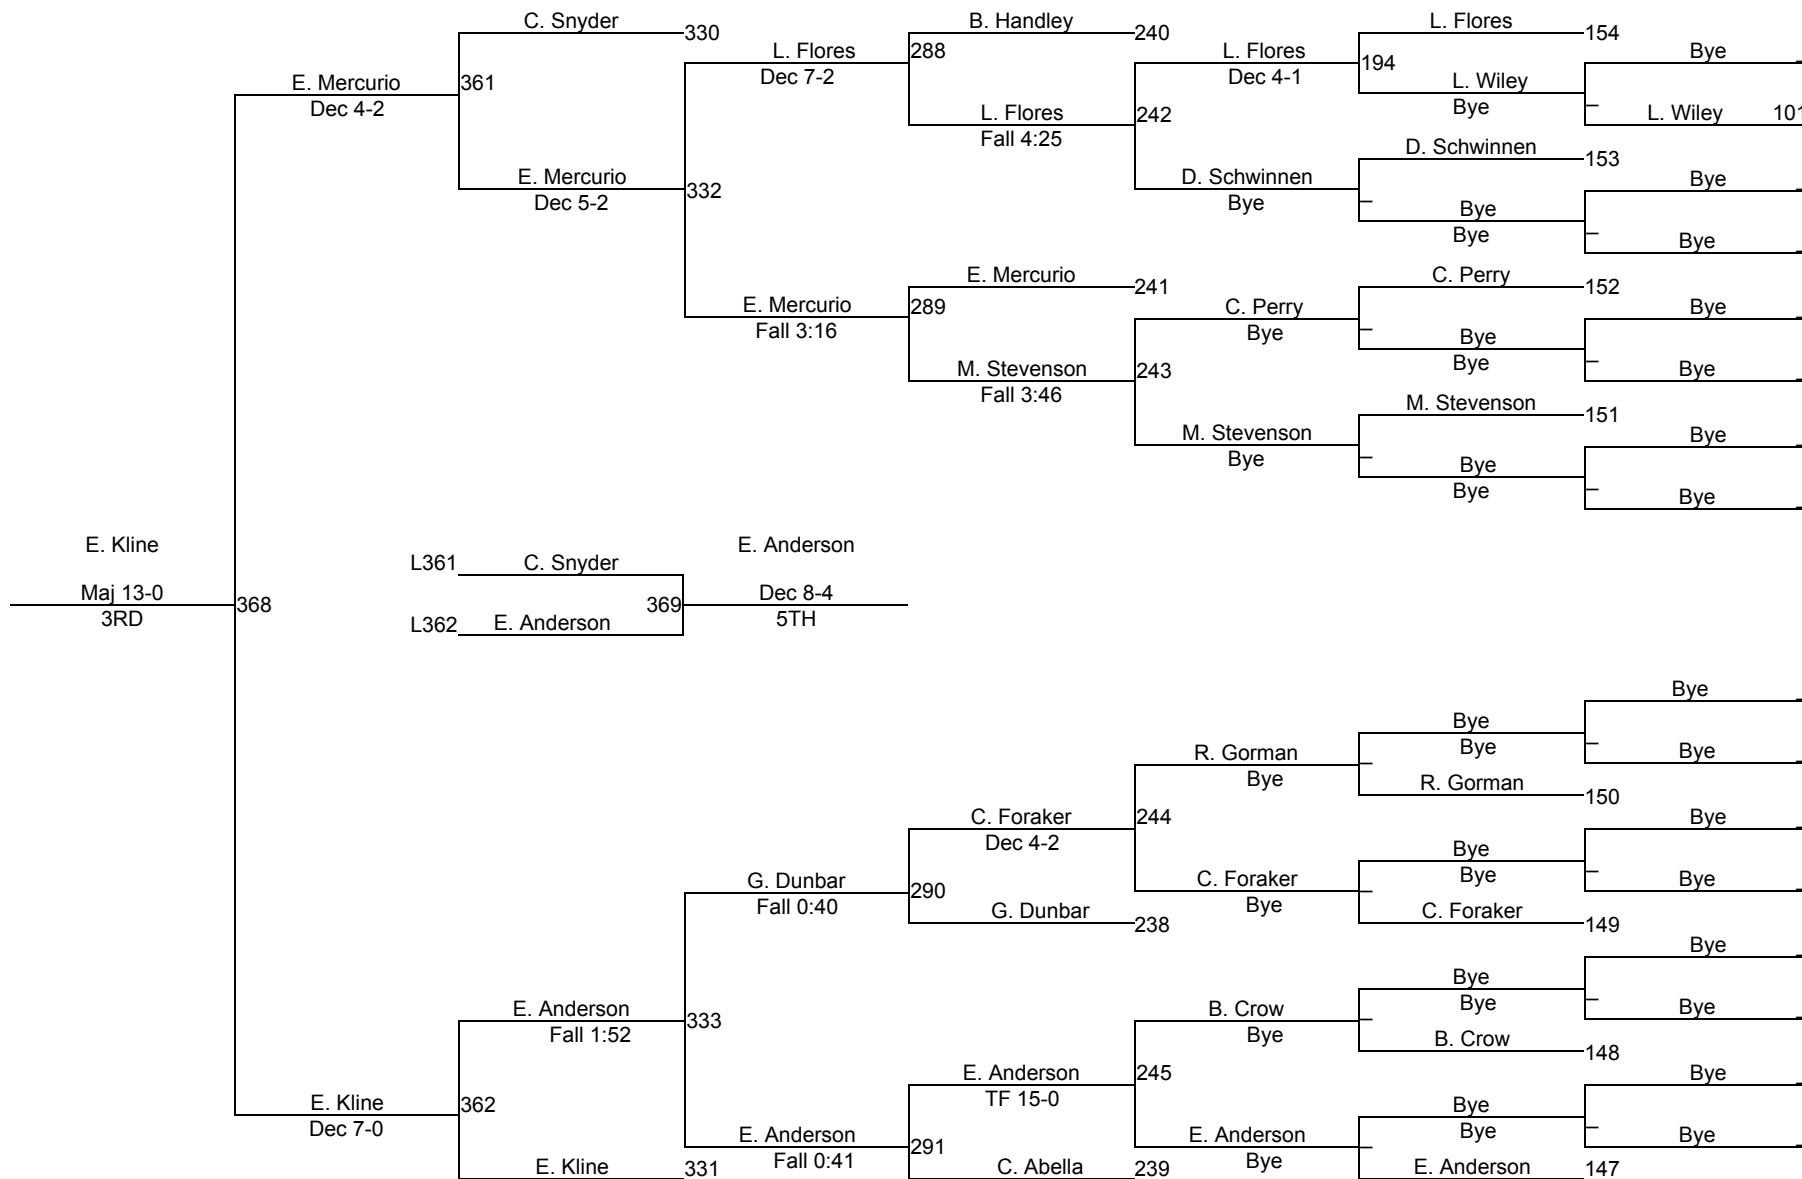 C. Snyder
330
B. Handley
240
L. Flores
154
L. Flores
Dec 7-2
288
L. Flores
Dec 4-1
194
Bye
E. Mercurio
Dec 4-2
361
L. Wiley
Bye
L. Flores
Fall 4:25
242
L. Wiley 101
D. Schwinnen
153
E. Mercurio
Dec 5-2
332
D. Schwinnen
Bye
Bye
Bye
Bye
Bye
E. Mercurio
241
C. Perry
152
E. Mercurio
Fall 3:16
289
C. Perry
Bye
Bye
Bye
Bye
M. Stevenson
Fall 3:46
243
Bye
M. Stevenson
151
M. Stevenson
Bye
Bye
Bye
Bye
Bye
E. Kline
Maj 13-0
3RD
368
L361 C. Snyder
L362 E. Anderson
369
E. Anderson
Dec 8-4
5TH
Bye
Bye
Bye
R. Gorman
Bye
Bye
R. Gorman
150
C. Foraker
Dec 4-2
244
Bye
Bye
Bye
G. Dunbar
Fall 0:40
290
C. Foraker
Bye
Bye
G. Dunbar
238
C. Foraker
149
Bye
Bye
Bye
E. Anderson
Fall 1:52
333
B. Crow
Bye
Bye
B. Crow
148
E. Anderson
TF 15-0
245
Bye
E. Kline
Dec 7-0
362
Bye
Bye
E. Anderson
Fall 0:41
291
E. Anderson
Bye
Bye
E. Kline
331
C. Abella
239
E. Anderson
147